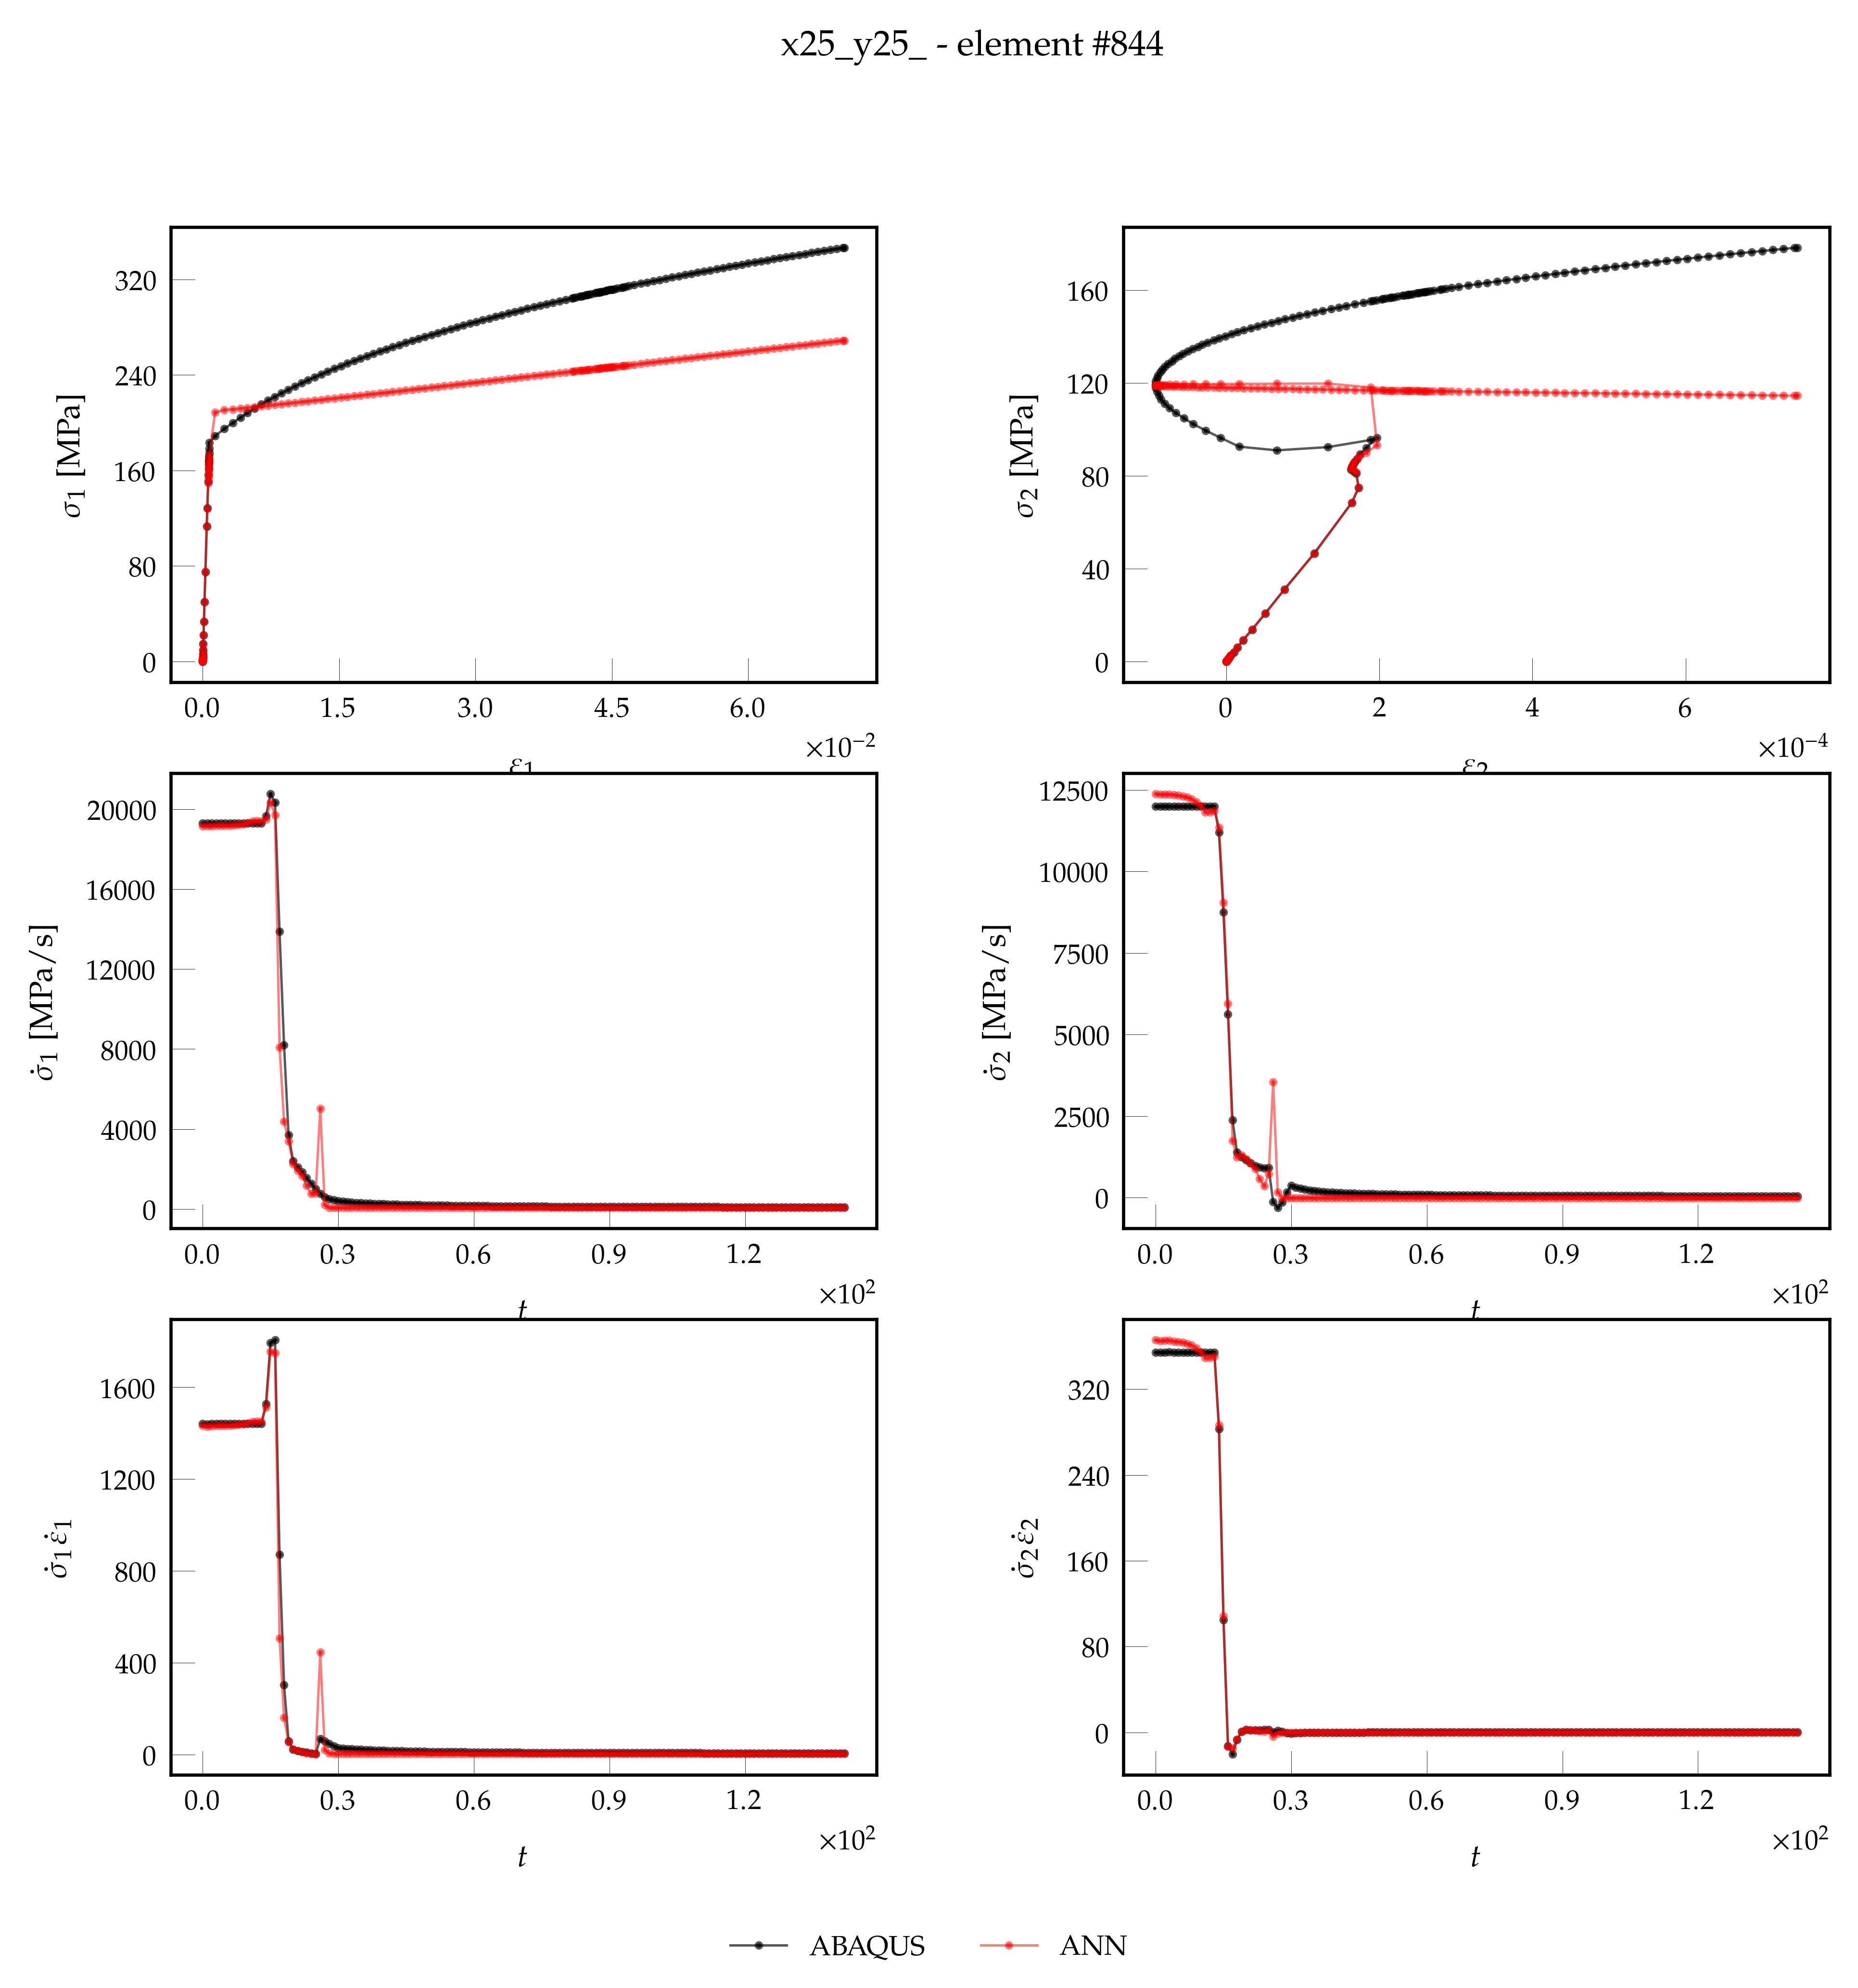 x25_y25_ - element #844
σ₁ [MPa]
320
240
160
80
0
0.0 1.5 3.0 4.5 6.0
×10⁻²
ε₁
σ₂ [MPa]
160
120
80
40
0
0 2 4 6
×10⁻⁴
ε₂
σ̇₁ [MPa/s]
20000
16000
12000
8000
4000
0
0.0 0.3 0.6 0.9 1.2
×10²
t
σ̇₂ [MPa/s]
12500
10000
7500
5000
2500
0
0.0 0.3 0.6 0.9 1.2
×10²
t
σ̇₁ε̇₁
1600
1200
800
400
0
0.0 0.3 0.6 0.9 1.2
×10²
t
σ̇₂ε̇₂
320
240
160
80
0
0.0 0.3 0.6 0.9 1.2
×10²
t
ABAQUS ANN